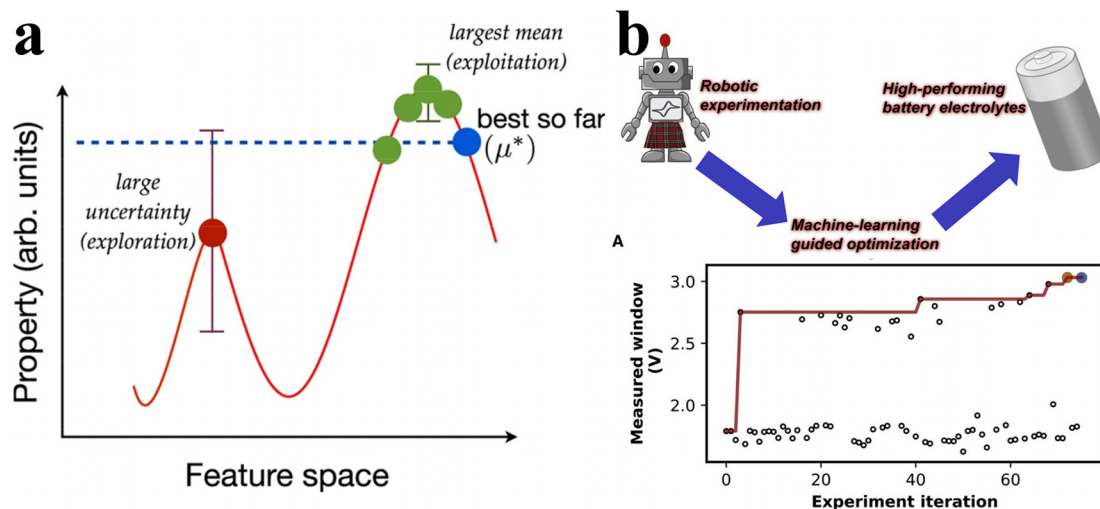 a
largest mean
(exploitation)
best so far
(μ*)
large
uncertainty
(exploration)
Property (arb. units)
Feature space
b
Robotic
experimentation
High-performing
battery electrolytes
Machine-learning
guided optimization
A
Measured window
(V)
3.0
2.5
2.0
0
20
40
60
Experiment iteration